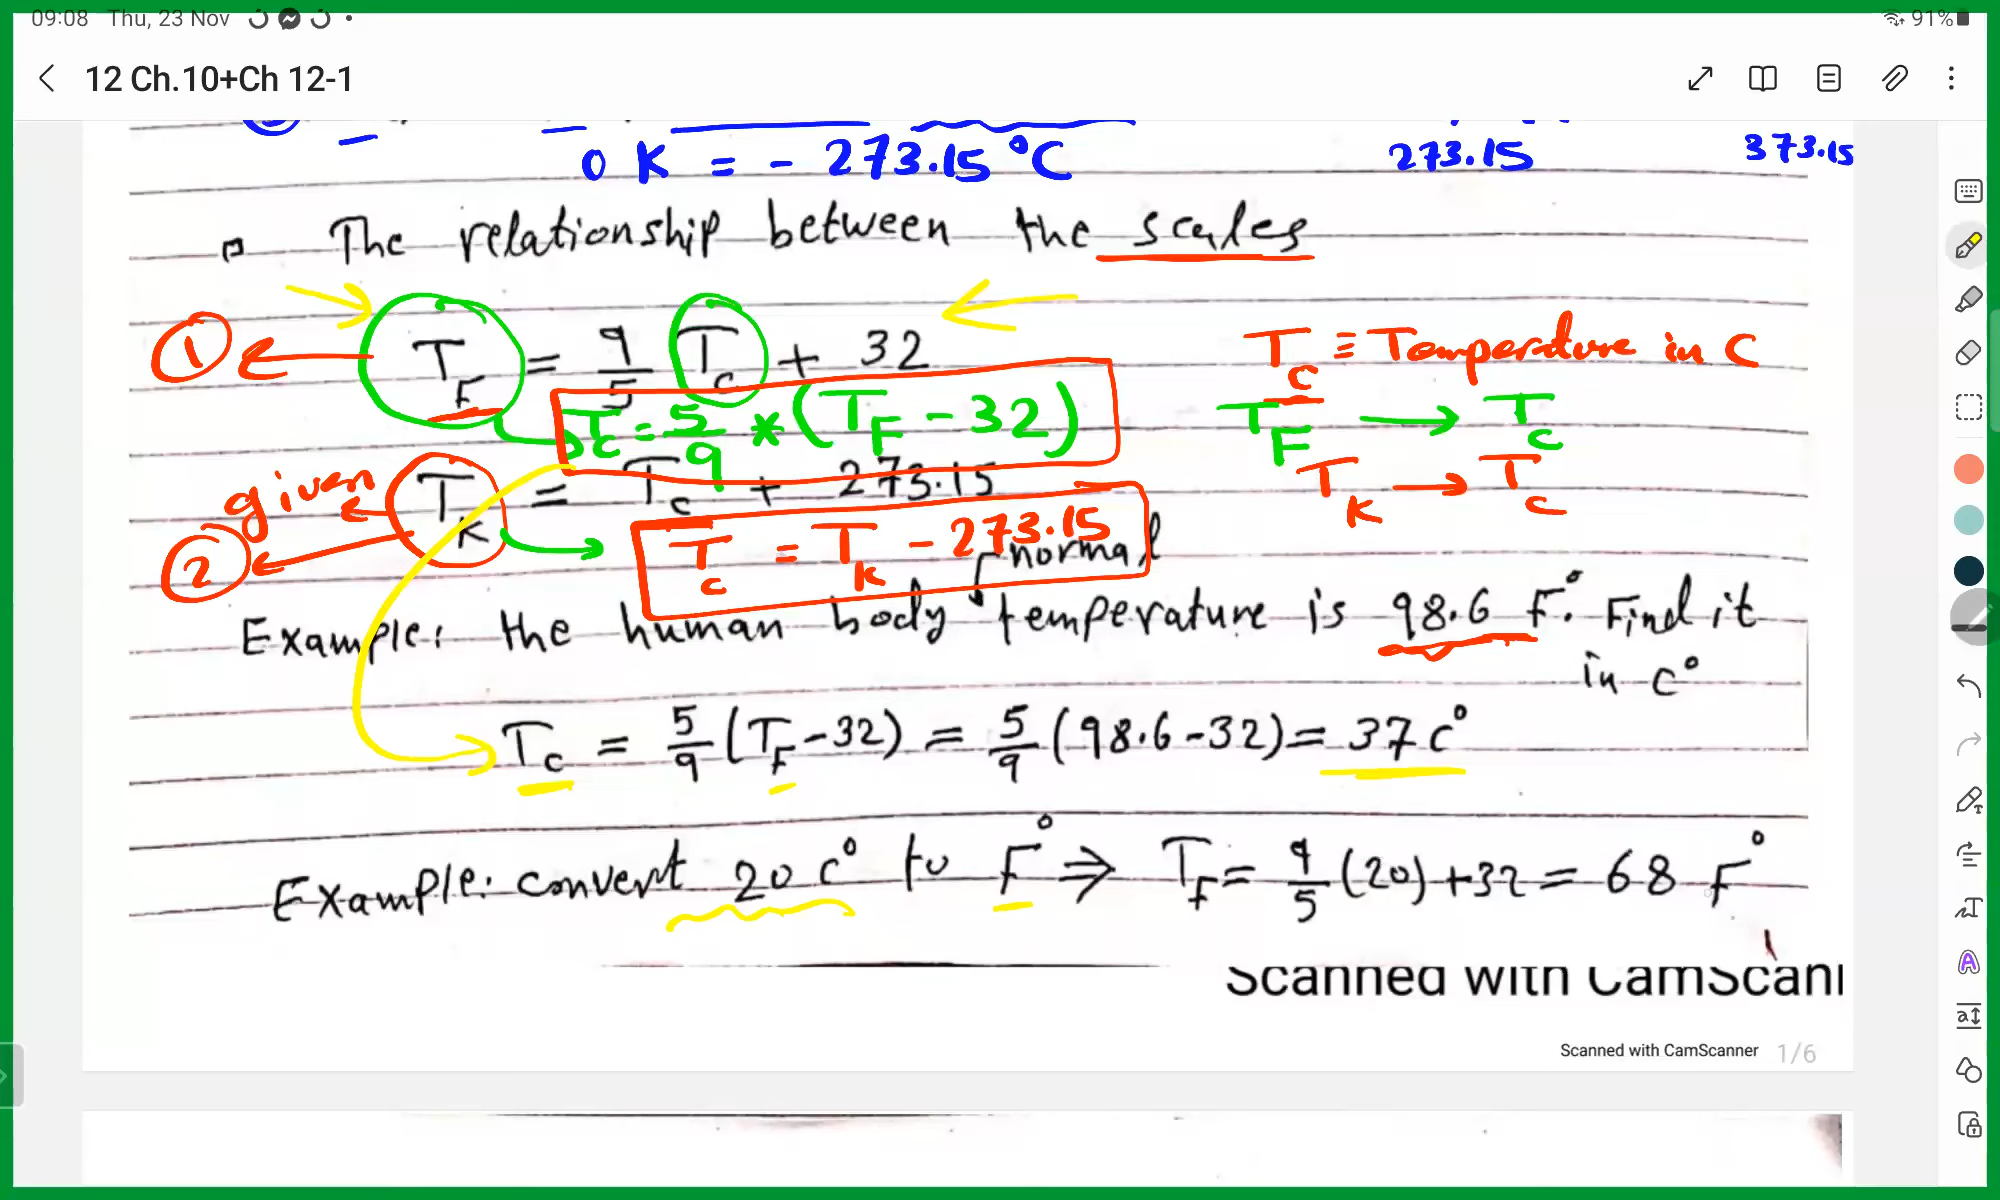 09:08 Thu, 23 Nov 91%
12 Ch.10+Ch 12-1
0 K = - 273.15 °C 273.15 373.15
The relationship between the scales
① T_F = 9/5 T_C + 32 T_C ≡ Temperature in C
T_C = 5/9 * (T_F - 32) T_F → T_C
given T_K = T_C + 273.15 T_K → T_C
② T_C = T_K - 273.15
normal
Example: the human body temperature is 98.6 F°. Find it
in C°
T_C = 5/9 (T_F - 32) = 5/9 (98.6 - 32) = 37 C°
Example: convert 20 C° to F° ⇒ T_F = 9/5 (20) + 32 = 68 F°
Scanned with CamScan
Scanned with CamScanner 1/6